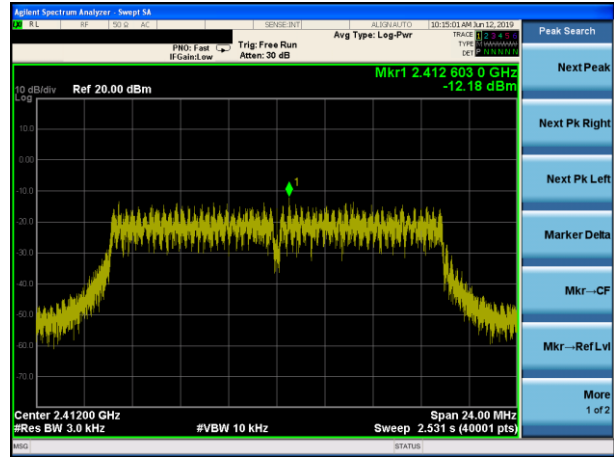 Agilent Spectrum Analyzer - Swept SA
RL RF 50 Ω AC SENSE:INT ALIGNAUTO 10:15:01 AM Jun 12, 2019
Avg Type: Log-Pwr
TRACE 1 2 3 4 5 6
TYPE M WWWWW
DET P N N N N N
PNO: Fast
IFGain:Low
Trig: Free Run
Atten: 30 dB
Mkr1 2.412 603 0 GHz
-12.18 dBm
10 dB/div
Log
Ref 20.00 dBm
10.0
0.00
-10.0
1
-20.0
-30.0
-40.0
-50.0
-60.0
-70.0
Center 2.41200 GHz
Span 24.00 MHz
#Res BW 3.0 kHz
#VBW 10 kHz
Sweep 2.531 s (40001 pts)
MSG
STATUS
Peak Search
Next Peak
Next Pk Right
Next Pk Left
Marker Delta
Mkr→CF
Mkr→Ref Lvl
More
1 of 2